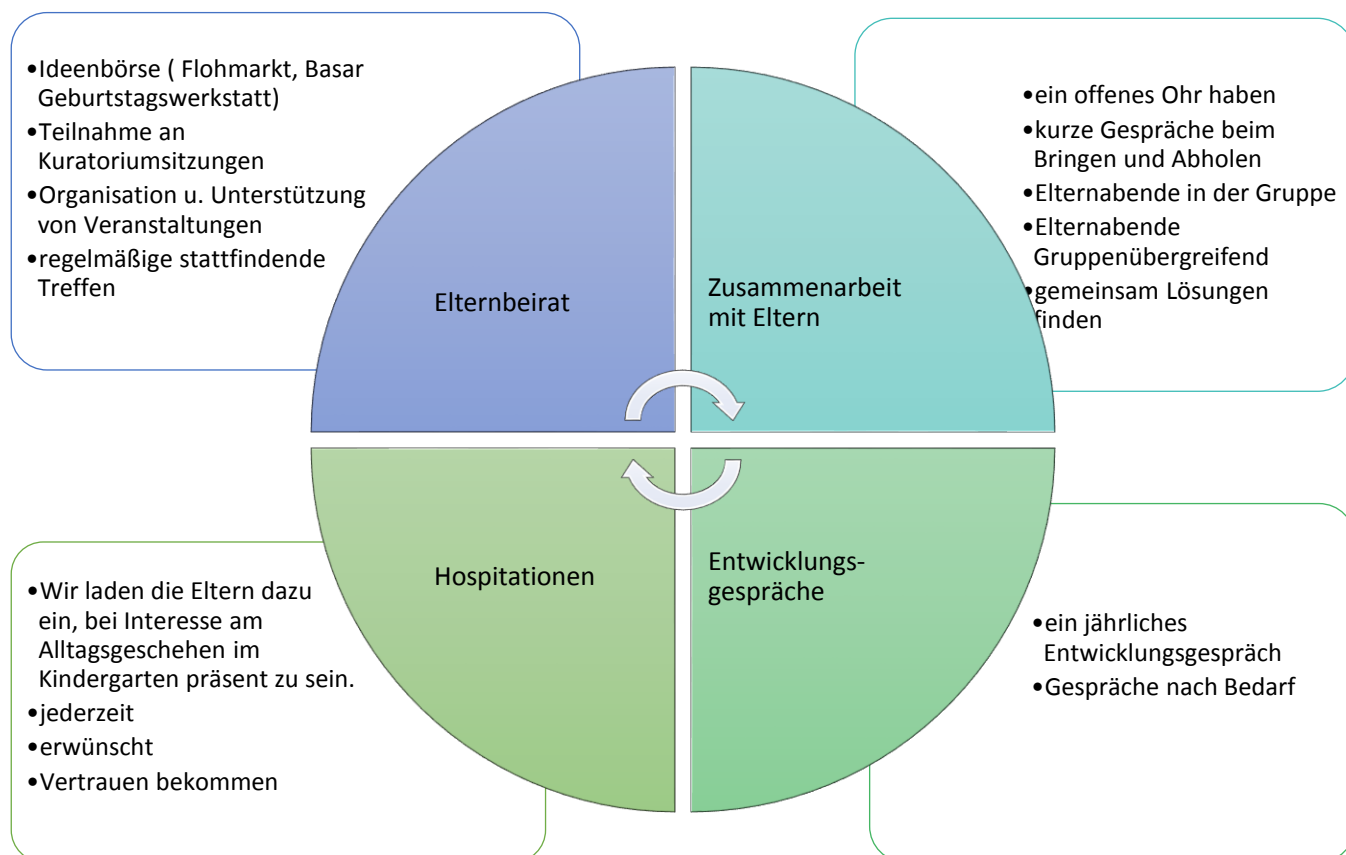 •Ideenbörse ( Flohmarkt, Basar
Geburtstagswerkstatt)
•Teilnahme an
Kuratoriumsitzungen
•Organisation u. Unterstützung
von Veranstaltungen
•regelmäßige stattfindende
Treffen
Elternbeirat
•ein offenes Ohr haben
•kurze Gespräche beim
Bringen und Abholen
•Elternabende in der Gruppe
•Elternabende
Gruppenübergreifend
•gemeinsam Lösungen
finden
Zusammenarbeit
mit Eltern
Hospitationen
•Wir laden die Eltern dazu
ein, bei Interesse am
Alltagsgeschehen im
Kindergarten präsent zu sein.
•jederzeit
•erwünscht
•Vertrauen bekommen
Entwicklungs-
gespräche
•ein jährliches
Entwicklungsgespräch
•Gespräche nach Bedarf